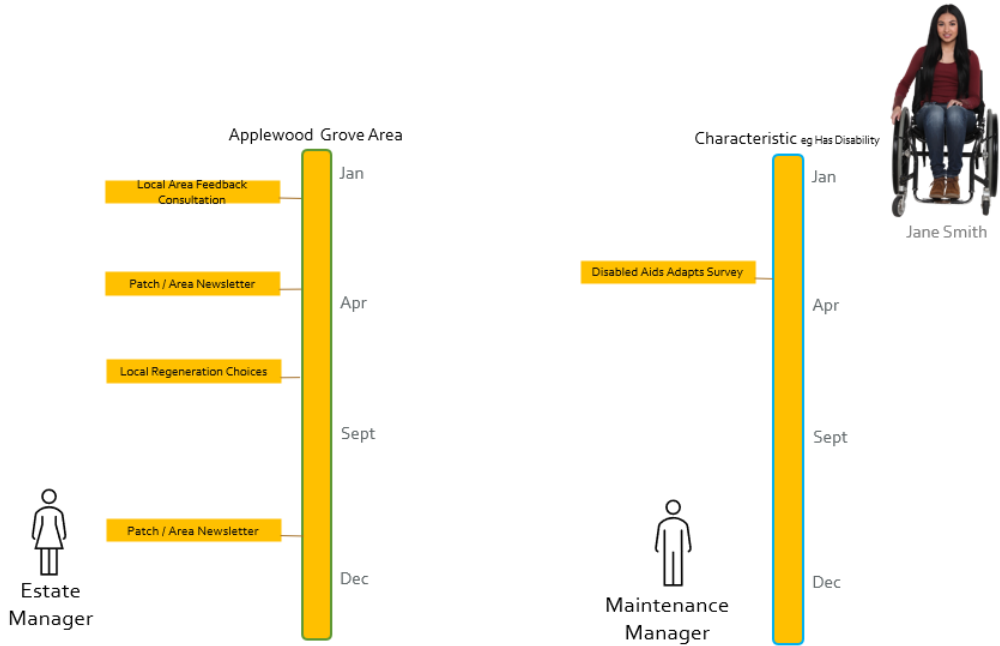 Applewood Grove Area
Jan
Local Area Feedback
Consultation
Patch / Area Newsletter
Apr
Local Regeneration Choices
Sept
Patch / Area Newsletter
Dec
Estate
Manager
Characteristic eg Has Disability
Jan
Jane Smith
Disabled Aids Adapts Survey
Apr
Sept
Dec
Maintenance
Manager